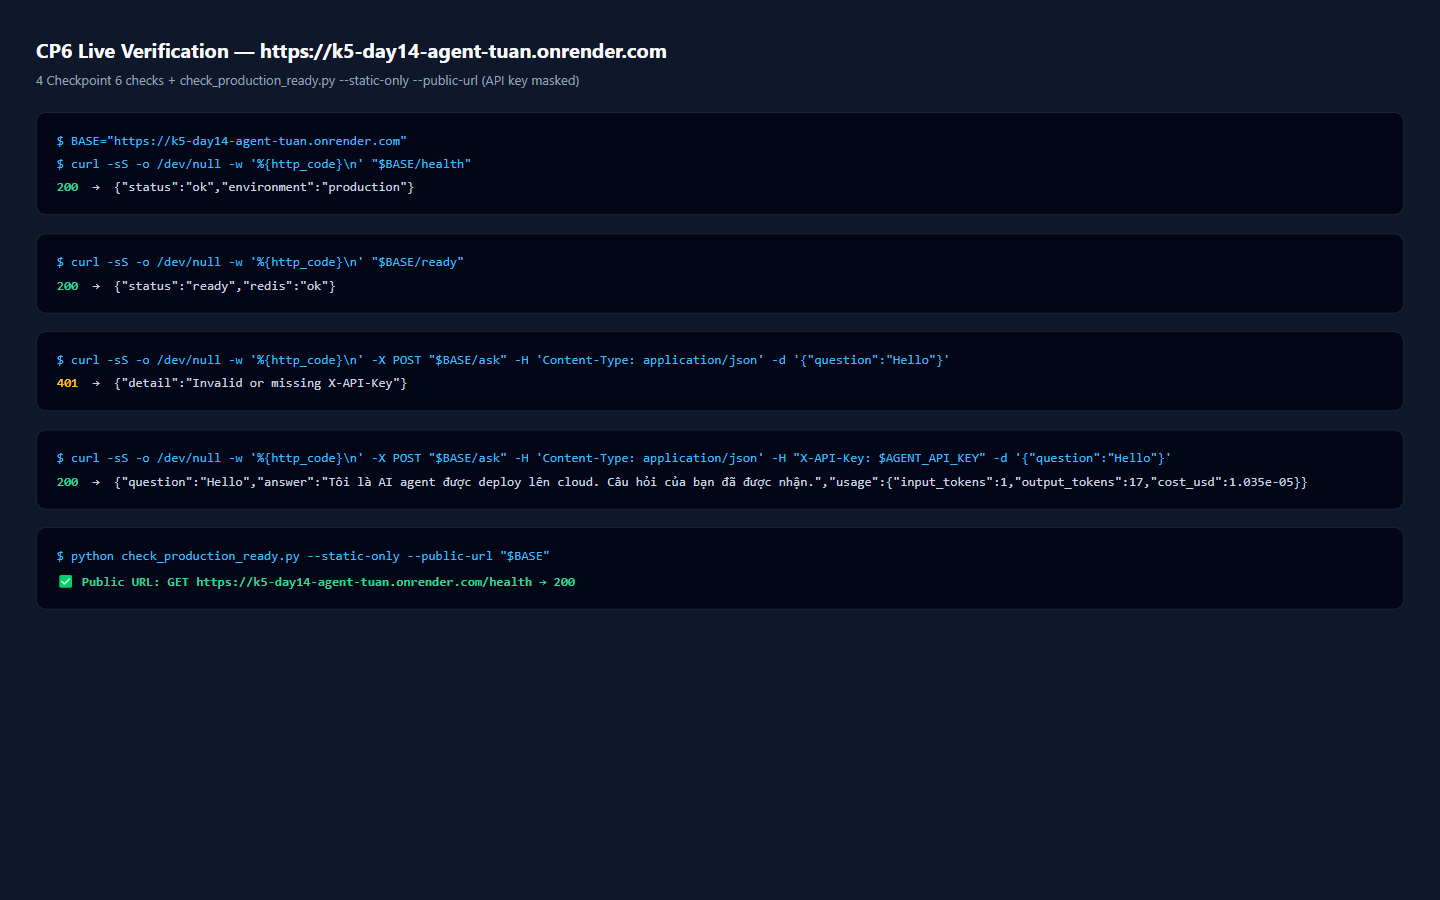 CP6 Live Verification — https://k5-day14-agent-tuan.onrender.com
4 Checkpoint 6 checks + check_production_ready.py --static-only --public-url (API key masked)
$ BASE="https://k5-day14-agent-tuan.onrender.com"
$ curl -sS -o /dev/null -w '%{http_code}\n' "$BASE/health"
200 → {"status":"ok","environment":"production"}
$ curl -sS -o /dev/null -w '%{http_code}\n' "$BASE/ready"
200 → {"status":"ready","redis":"ok"}
$ curl -sS -o /dev/null -w '%{http_code}\n' -X POST "$BASE/ask" -H 'Content-Type: application/json' -d '{"question":"Hello"}'
401 → {"detail":"Invalid or missing X-API-Key"}
$ curl -sS -o /dev/null -w '%{http_code}\n' -X POST "$BASE/ask" -H 'Content-Type: application/json' -H "X-API-Key: $AGENT_API_KEY" -d '{"question":"Hello"}'
200 → {"question":"Hello","answer":"Tôi là AI agent được deploy lên cloud. Câu hỏi của bạn đã được nhận.","usage":{"input_tokens":1,"output_tokens":17,"cost_usd":1.035e-05}}
$ python check_production_ready.py --static-only --public-url "$BASE"
✅ Public URL: GET https://k5-day14-agent-tuan.onrender.com/health → 200